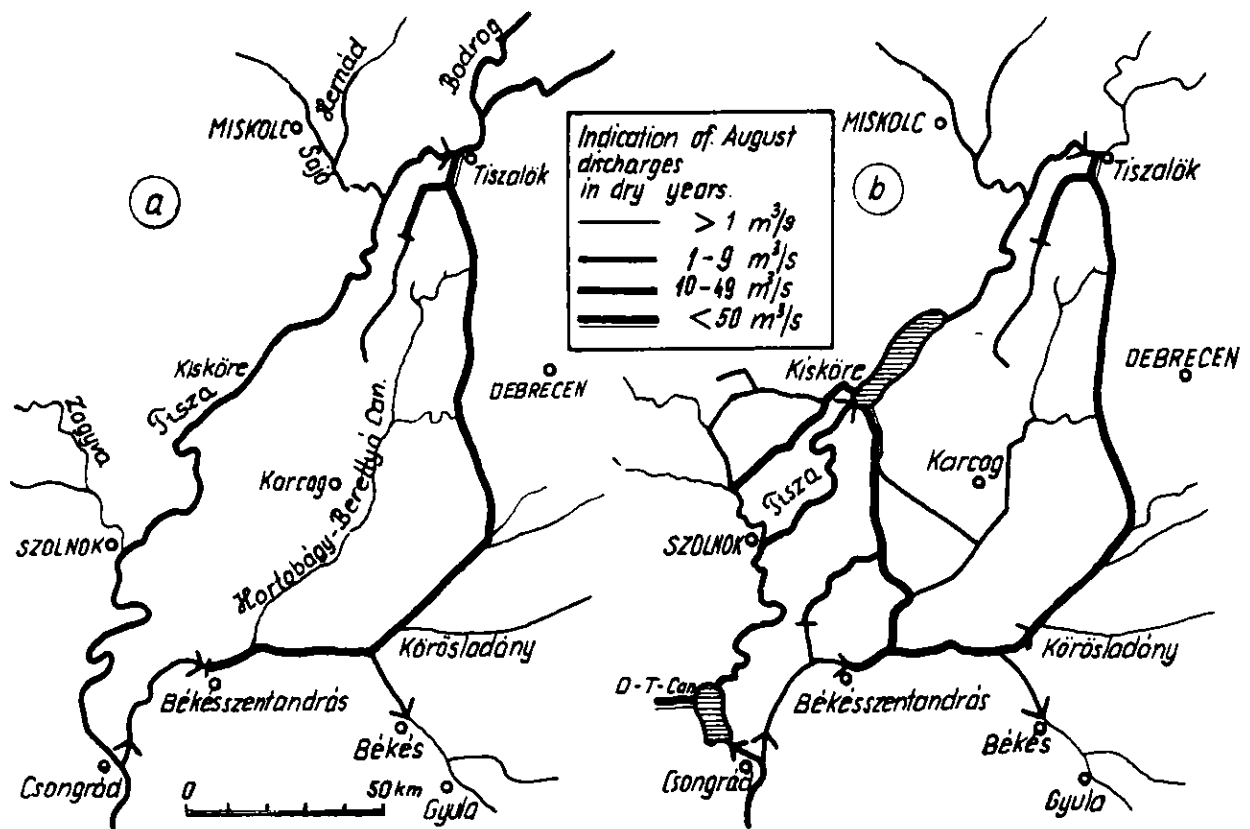 Hernád
Bodrog
MISKOLC
Sajó
Tiszalök
a
Kisköre
Tisza
Zagyva
DEBRECEN
Karcag
Hortobágy-Berettyó Can.
SZOLNOK
Körösladány
Békésszentandrás
Békés
Csongrád
Gyula
0 50 km
Indication of August
discharges
in dry years.
> 1 m³/s
1-9 m³/s
10-49 m³/s
< 50 m³/s
MISKOLC
Tiszalök
b
Kisköre
DEBRECEN
Karcag
Tisza
SZOLNOK
Körösladány
D-T-Can.
Békésszentandrás
Békés
Csongrád
Gyula